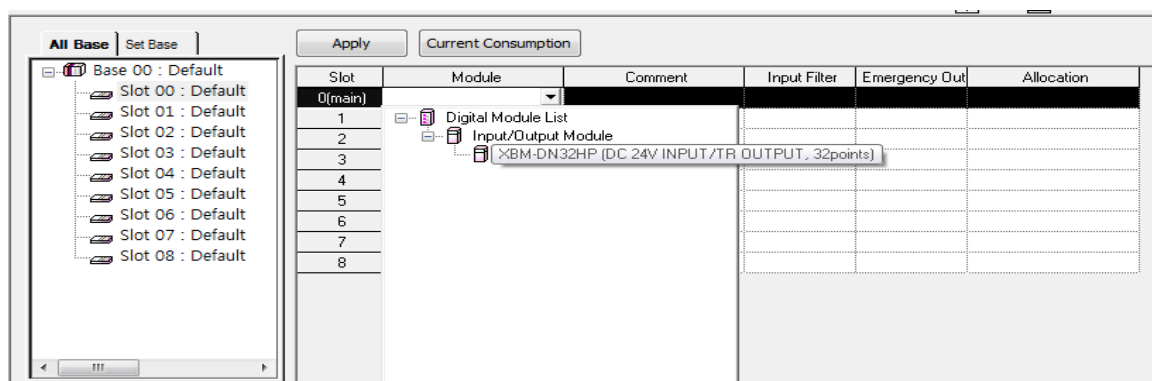 All Base Set Base
Apply Current Consumption
Base 00 : Default
Slot 00 : Default
Slot 01 : Default
Slot 02 : Default
Slot 03 : Default
Slot 04 : Default
Slot 05 : Default
Slot 06 : Default
Slot 07 : Default
Slot 08 : Default
Slot Module Comment Input Filter Emergency Out Allocation
0(main)
1
2
3
4
5
6
7
8
Digital Module List
Input/Output Module
XBM-DN32HP (DC 24V INPUT/TR OUTPUT, 32points)